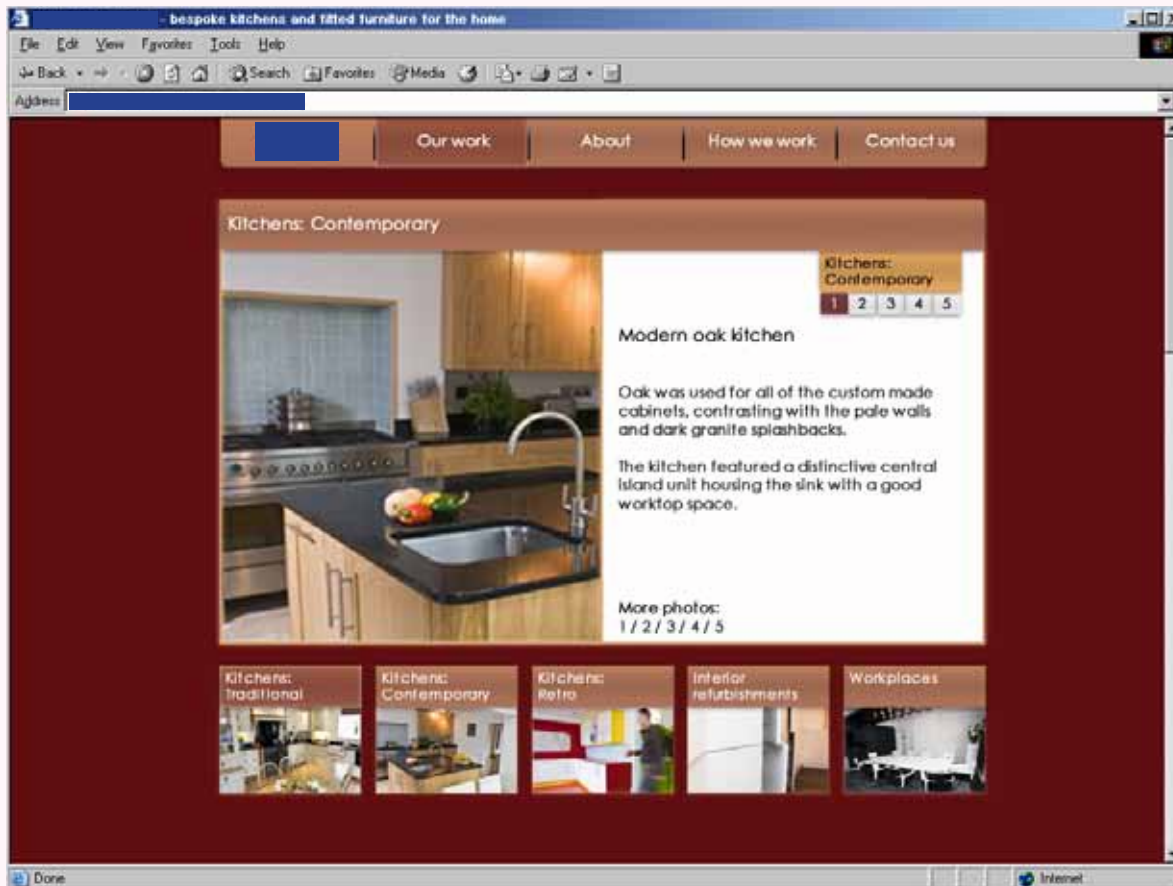 - bespoke kitchens and fitted furniture for the home
File Edit View Favorites Tools Help
Back Search Favorites Media
Address
Our work About How we work Contact us
Kitchens: Contemporary
Kitchens:
Contemporary
1 2 3 4 5
Modern oak kitchen
Oak was used for all of the custom made
cabinets, contrasting with the pale walls
and dark granite splashbacks.
The kitchen featured a distinctive central
island unit housing the sink with a good
worktop space.
More photos:
1 / 2 / 3 / 4 / 5
Kitchens:
Traditional
Kitchens:
Contemporary
Kitchens:
Retro
Interior
refurbishments
Workplaces
Done Internet